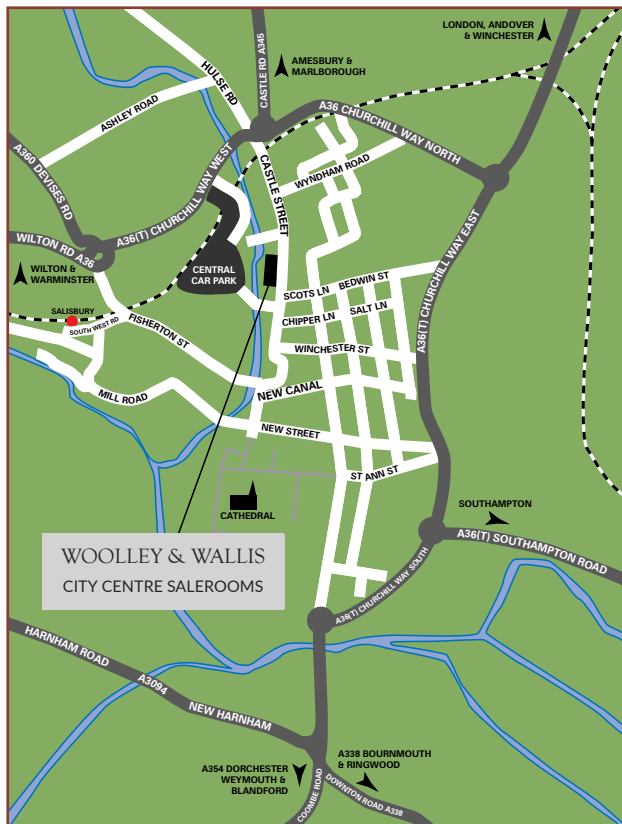 LONDON, ANDOVER
& WINCHESTER
AMESBURY &
MARLBOROUGH
HULSE RD
CASTLE RD A345
ASHLEY ROAD
A36 CHURCHILL WAY NORTH
A360 DEVISES RD
A36(T) CHURCHILL WAY WEST
CASTLE STREET
WYNDHAM ROAD
WILTON RD A36
WILTON &
WARMINSTER
CENTRAL
CAR PARK
A36(T) CHURCHILL WAY EAST
SCOTS LN
BEDWIN ST
SALISBURY
SOUTH WEST RD
FISHERTON ST
CHIPPER LN
SALT LN
WINCHESTER ST
MILL ROAD
NEW CANAL
NEW STREET
ST ANN ST
CATHEDRAL
SOUTHAMPTON
A36(T) SOUTHAMPTON ROAD
WOOLLEY & WALLIS
CITY CENTRE SALEROOMS
A36(T) CHURCHILL WAY SOUTH
HARNHAM ROAD
A3094
NEW HARNHAM
A338 BOURNMOUTH
& RINGWOOD
A354 DORCHESTER
WEYMOUTH &
BLANDFORD
COOMBE ROAD
DOWNTON ROAD A338